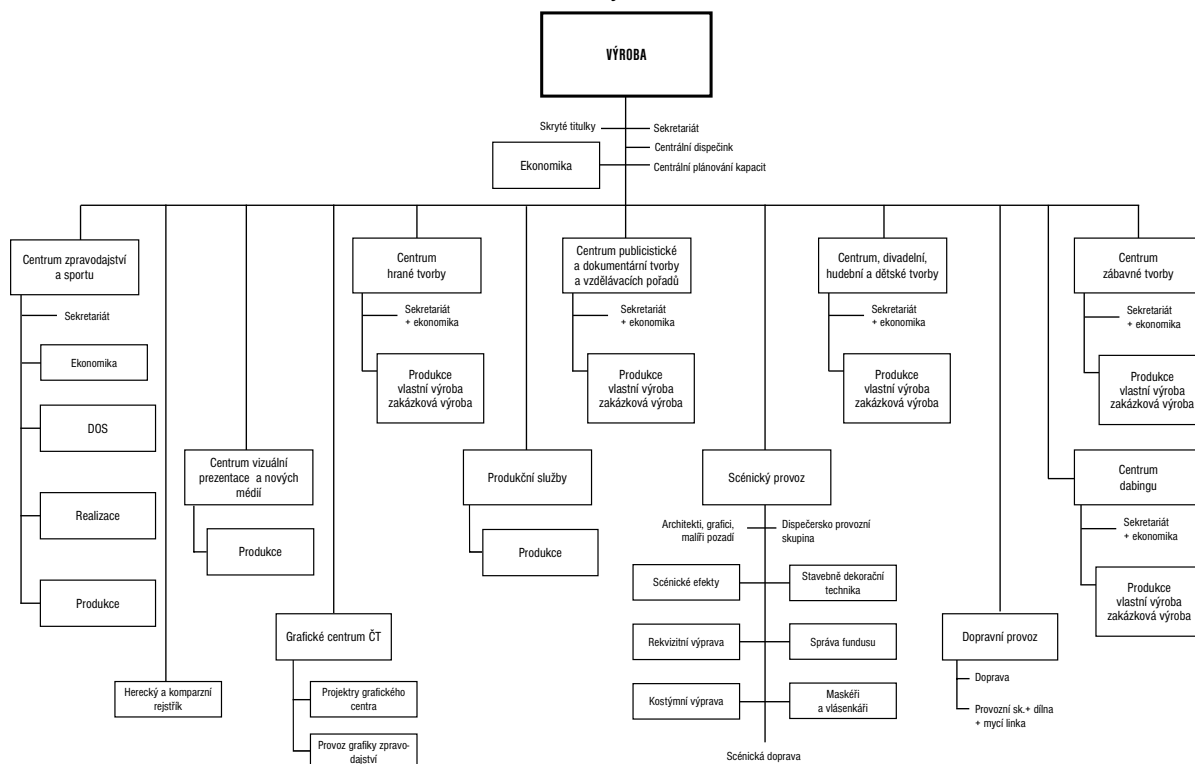 VÝROBA
Skryté titulky
Sekretariát
Centrální dispečink
Ekonomika
Centrální plánování kapacit
Centrum zpravodajství
a sportu
Sekretariát
Ekonomika
DOS
Realizace
Produkce
Herecký a komparzní
rejstřík
Centrum vizuální
prezentace a nových
médií
Produkce
Grafické centrum ČT
Projektry grafického
centra
Provoz grafiky zpravo-
dajství
Centrum
hrané tvorby
Sekretariát
+ ekonomika
Produkce
vlastní výroba
zakázková výroba
Produkční služby
Produkce
Centrum publicistické
a dokumentární tvorby
a vzdělávacích pořadů
Sekretariát
+ ekonomika
Produkce
vlastní výroba
zakázková výroba
Scénický provoz
Architekti, grafici,
malíři pozadí
Dispečersko provozní
skupina
Scénické efekty
Stavebně dekorační
technika
Rekvizitní výprava
Správa fundusu
Kostýmní výprava
Maskéři
a vlásenkáři
Scénická doprava
Centrum, divadelní,
hudební a dětské tvorby
Sekretariát
+ ekonomika
Produkce
vlastní výroba
zakázková výroba
Dopravní provoz
Doprava
Provozní sk.+ dílna
+ mycí linka
Centrum
zábavné tvorby
Sekretariát
+ ekonomika
Produkce
vlastní výroba
zakázková výroba
Centrum
dabingu
Sekretariát
+ ekonomika
Produkce
vlastní výroba
zakázková výroba